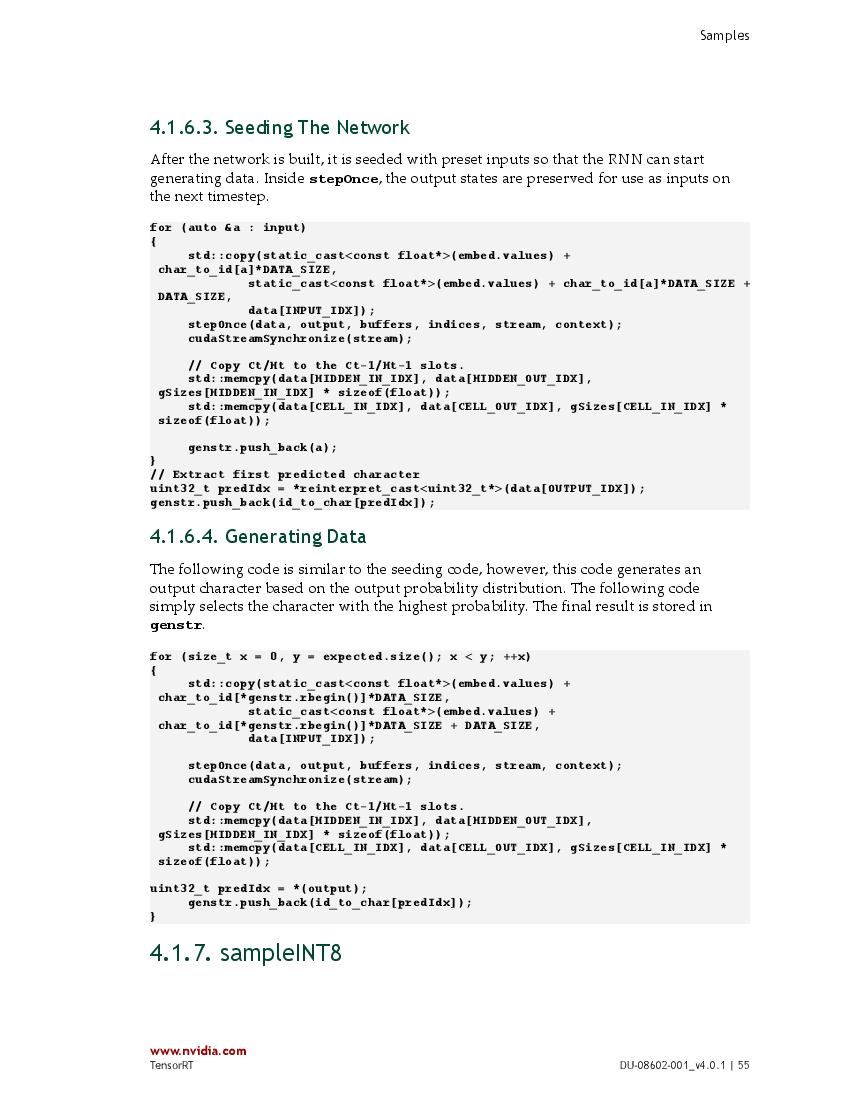 Samples
4.1.6.3. Seeding The Network
After the network is built, it is seeded with preset inputs so that the RNN can start
generating data. Inside stepOnce, the output states are preserved for use as inputs on
the next timestep.
for (auto &a : input)
{
     std::copy(static_cast<const float*>(embed.values) +
 char_to_id[a]*DATA_SIZE,
             static_cast<const float*>(embed.values) + char_to_id[a]*DATA_SIZE +
 DATA_SIZE,
             data[INPUT_IDX]);
     stepOnce(data, output, buffers, indices, stream, context);
     cudaStreamSynchronize(stream);
     // Copy Ct/Ht to the Ct-1/Ht-1 slots.
     std::memcpy(data[HIDDEN_IN_IDX], data[HIDDEN_OUT_IDX],
 gSizes[HIDDEN_IN_IDX] * sizeof(float));
     std::memcpy(data[CELL_IN_IDX], data[CELL_OUT_IDX], gSizes[CELL_IN_IDX] *
 sizeof(float));
     genstr.push_back(a);
}
// Extract first predicted character
uint32_t predIdx = *reinterpret_cast<uint32_t*>(data[OUTPUT_IDX]);
genstr.push_back(id_to_char[predIdx]);
4.1.6.4. Generating Data
The following code is similar to the seeding code, however, this code generates an
output character based on the output probability distribution. The following code
simply selects the character with the highest probability. The final result is stored in
genstr.
for (size_t x = 0, y = expected.size(); x < y; ++x)
{
     std::copy(static_cast<const float*>(embed.values) +
 char_to_id[*genstr.rbegin()]*DATA_SIZE,
             static_cast<const float*>(embed.values) +
 char_to_id[*genstr.rbegin()]*DATA_SIZE + DATA_SIZE,
             data[INPUT_IDX]);
     stepOnce(data, output, buffers, indices, stream, context);
     cudaStreamSynchronize(stream);
     // Copy Ct/Ht to the Ct-1/Ht-1 slots.
     std::memcpy(data[HIDDEN_IN_IDX], data[HIDDEN_OUT_IDX],
 gSizes[HIDDEN_IN_IDX] * sizeof(float));
     std::memcpy(data[CELL_IN_IDX], data[CELL_OUT_IDX], gSizes[CELL_IN_IDX] *
 sizeof(float));
uint32_t predIdx = *(output);
     genstr.push_back(id_to_char[predIdx]);
}
4.1.7. sampleINT8
www.nvidia.com
TensorRT
DU-08602-001_v4.0.1 | 55